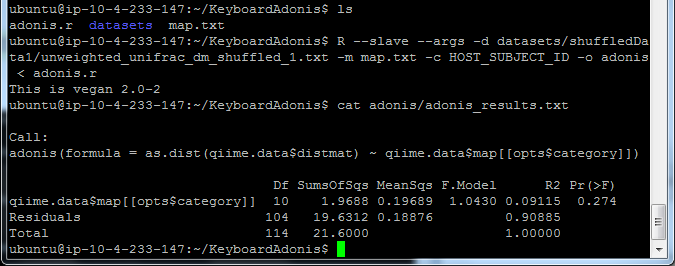 ubuntu@ip-10-4-233-147:~/KeyboardAdonis$ ls
adonis.r  datasets  map.txt
ubuntu@ip-10-4-233-147:~/KeyboardAdonis$ R --slave --args -d datasets/shuffledDa
ta1/unweighted_unifrac_dm_shuffled_1.txt -m map.txt -c HOST_SUBJECT_ID -o adonis
 < adonis.r
This is vegan 2.0-2
ubuntu@ip-10-4-233-147:~/KeyboardAdonis$ cat adonis/adonis_results.txt
Call:
adonis(formula = as.dist(qiime.data$distmat) ~ qiime.data$map[[opts$category]])
Df SumsOfSqs MeanSqs F.Model      R2 Pr(>F)
qiime.data$map[[opts$category]]  10    1.9688 0.19689  1.0430 0.09115  0.274
Residuals                       104   19.6312 0.18876         0.90885
Total                           114   21.6000                 1.00000
ubuntu@ip-10-4-233-147:~/KeyboardAdonis$